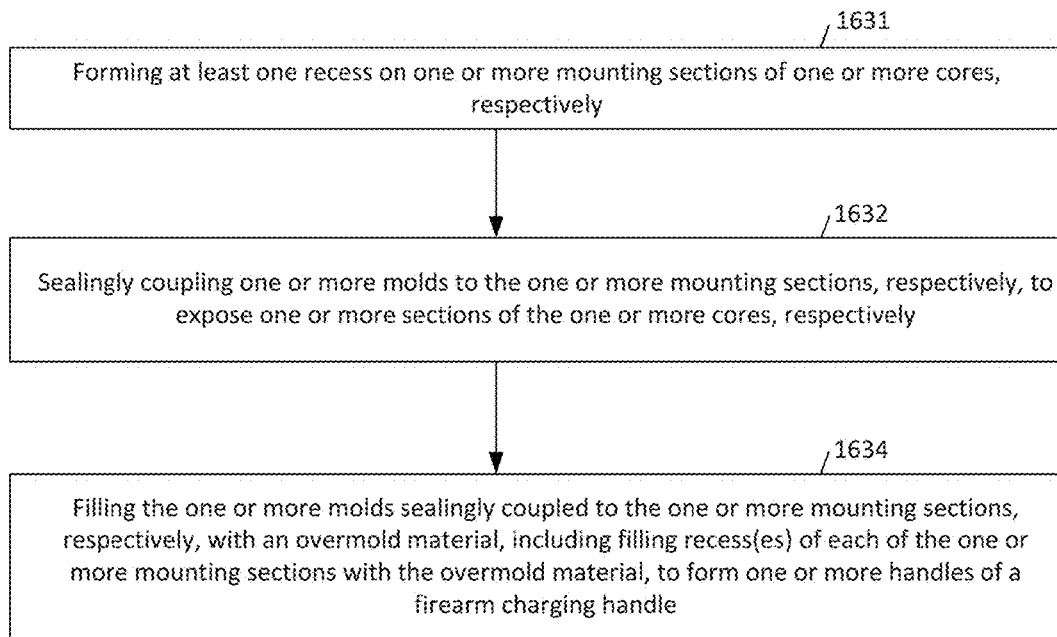 1631
Forming at least one recess on one or more mounting sections of one or more cores,
respectively
1632
Sealingly coupling one or more molds to the one or more mounting sections, respectively, to
expose one or more sections of the one or more cores, respectively
1634
Filling the one or more molds sealingly coupled to the one or more mounting sections,
respectively, with an overmold material, including filling recess(es) of each of the one or
more mounting sections with the overmold material, to form one or more handles of a
firearm charging handle